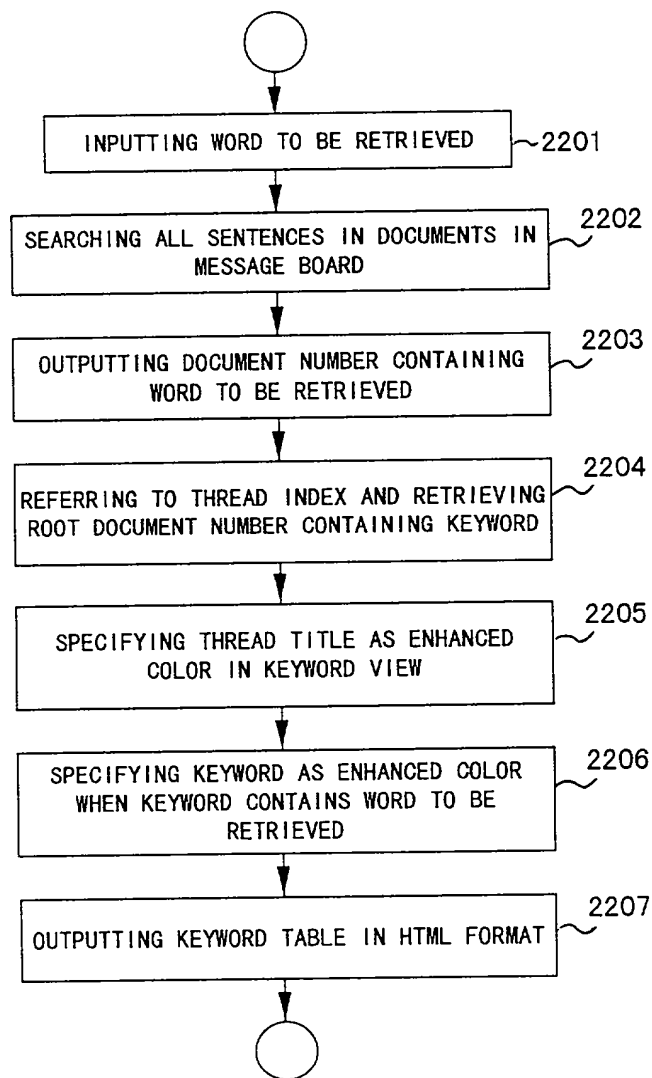 INPUTTING WORD TO BE RETRIEVED
2201
SEARCHING ALL SENTENCES IN DOCUMENTS IN
MESSAGE BOARD
2202
OUTPUTTING DOCUMENT NUMBER CONTAINING
WORD TO BE RETRIEVED
2203
REFERRING TO THREAD INDEX AND RETRIEVING
ROOT DOCUMENT NUMBER CONTAINING KEYWORD
2204
SPECIFYING THREAD TITLE AS ENHANCED
COLOR IN KEYWORD VIEW
2205
SPECIFYING KEYWORD AS ENHANCED COLOR
WHEN KEYWORD CONTAINS WORD TO BE
RETRIEVED
2206
OUTPUTTING KEYWORD TABLE IN HTML FORMAT
2207